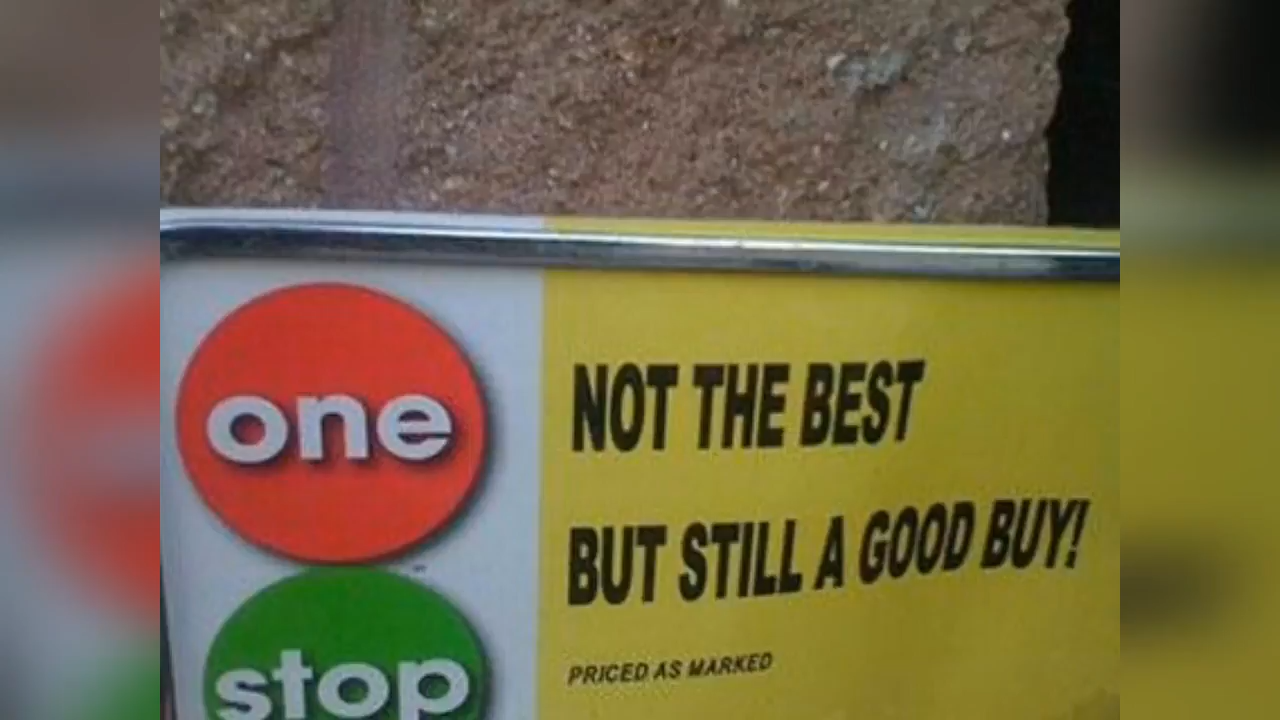 one
stop
NOT THE BEST
BUT STILL A GOOD BUY!
PRICED AS MARKED